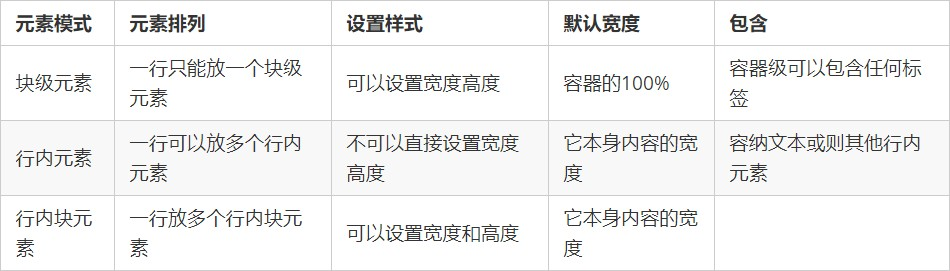 元素模式 元素排列 设置样式 默认宽度 包含
块级元素 一行只能放一个块级元素 可以设置宽度高度 容器的100% 容器级可以包含任何标签
行内元素 一行可以放多个行内元素 不可以直接设置宽度高度 它本身内容的宽度 容纳文本或则其他行内元素
行内块元素 一行放多个行内块元素 可以设置宽度和高度 它本身内容的宽度